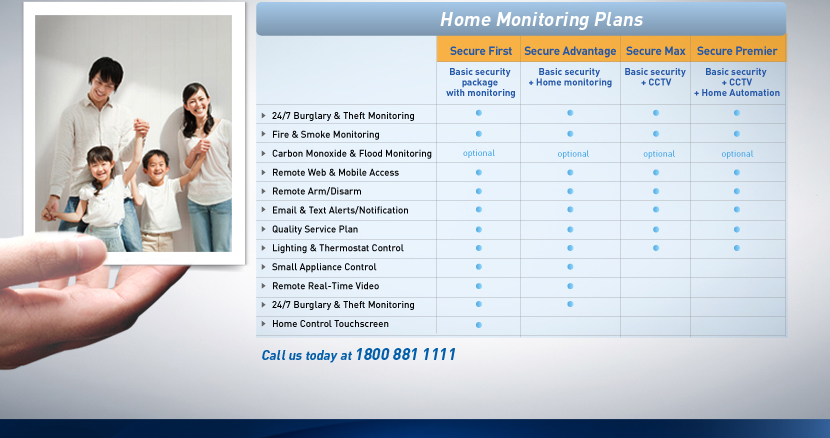 Home Monitoring Plans
Secure First Secure Advantage Secure Max Secure Premier
Basic security package with monitoring
Basic security + Home monitoring
Basic security + CCTV
Basic security + CCTV + Home Automation
24/7 Burglary & Theft Monitoring
Fire & Smoke Monitoring
Carbon Monoxide & Flood Monitoring optional optional optional optional
Remote Web & Mobile Access
Remote Arm/Disarm
Email & Text Alerts/Notification
Quality Service Plan
Lighting & Thermostat Control
Small Appliance Control
Remote Real-Time Video
24/7 Burglary & Theft Monitoring
Home Control Touchscreen
Call us today at 1800 881 1111